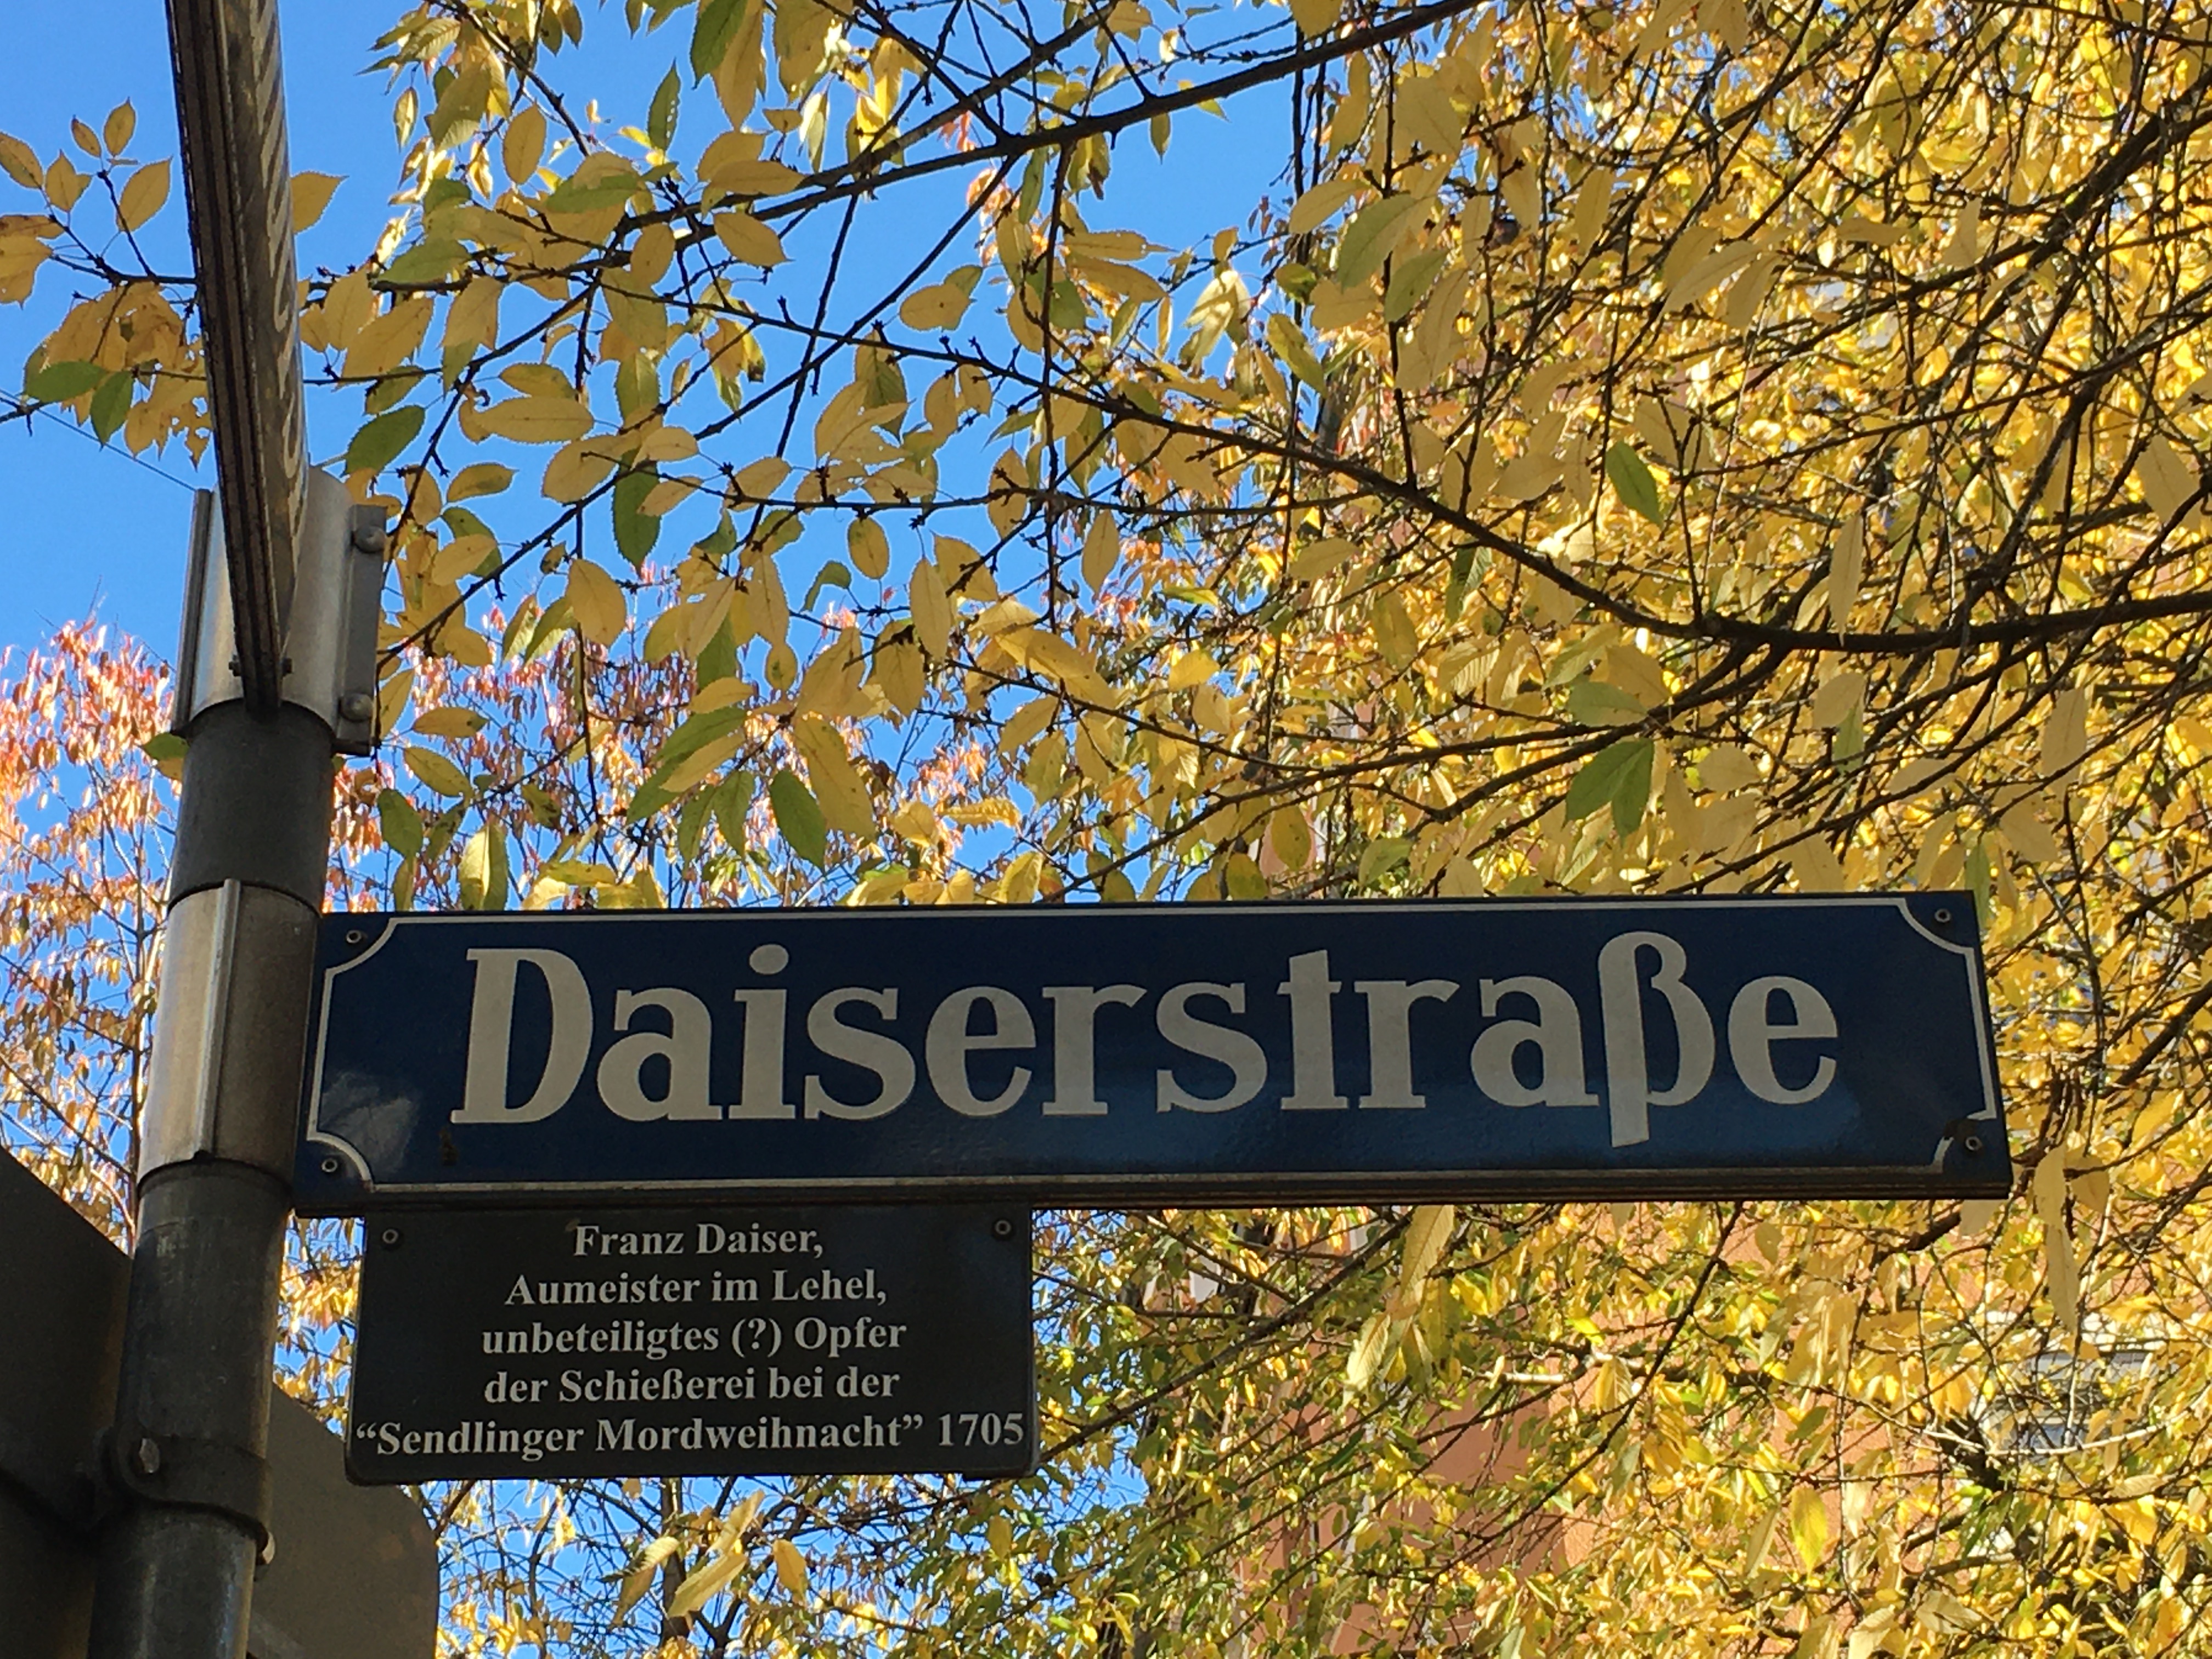 Daiserstraße
Franz Daiser,
Aumeister im Lehel,
unbeteiligtes (?) Opfer
der Schießerei bei der
“Sendlinger Mordweihnacht” 1705